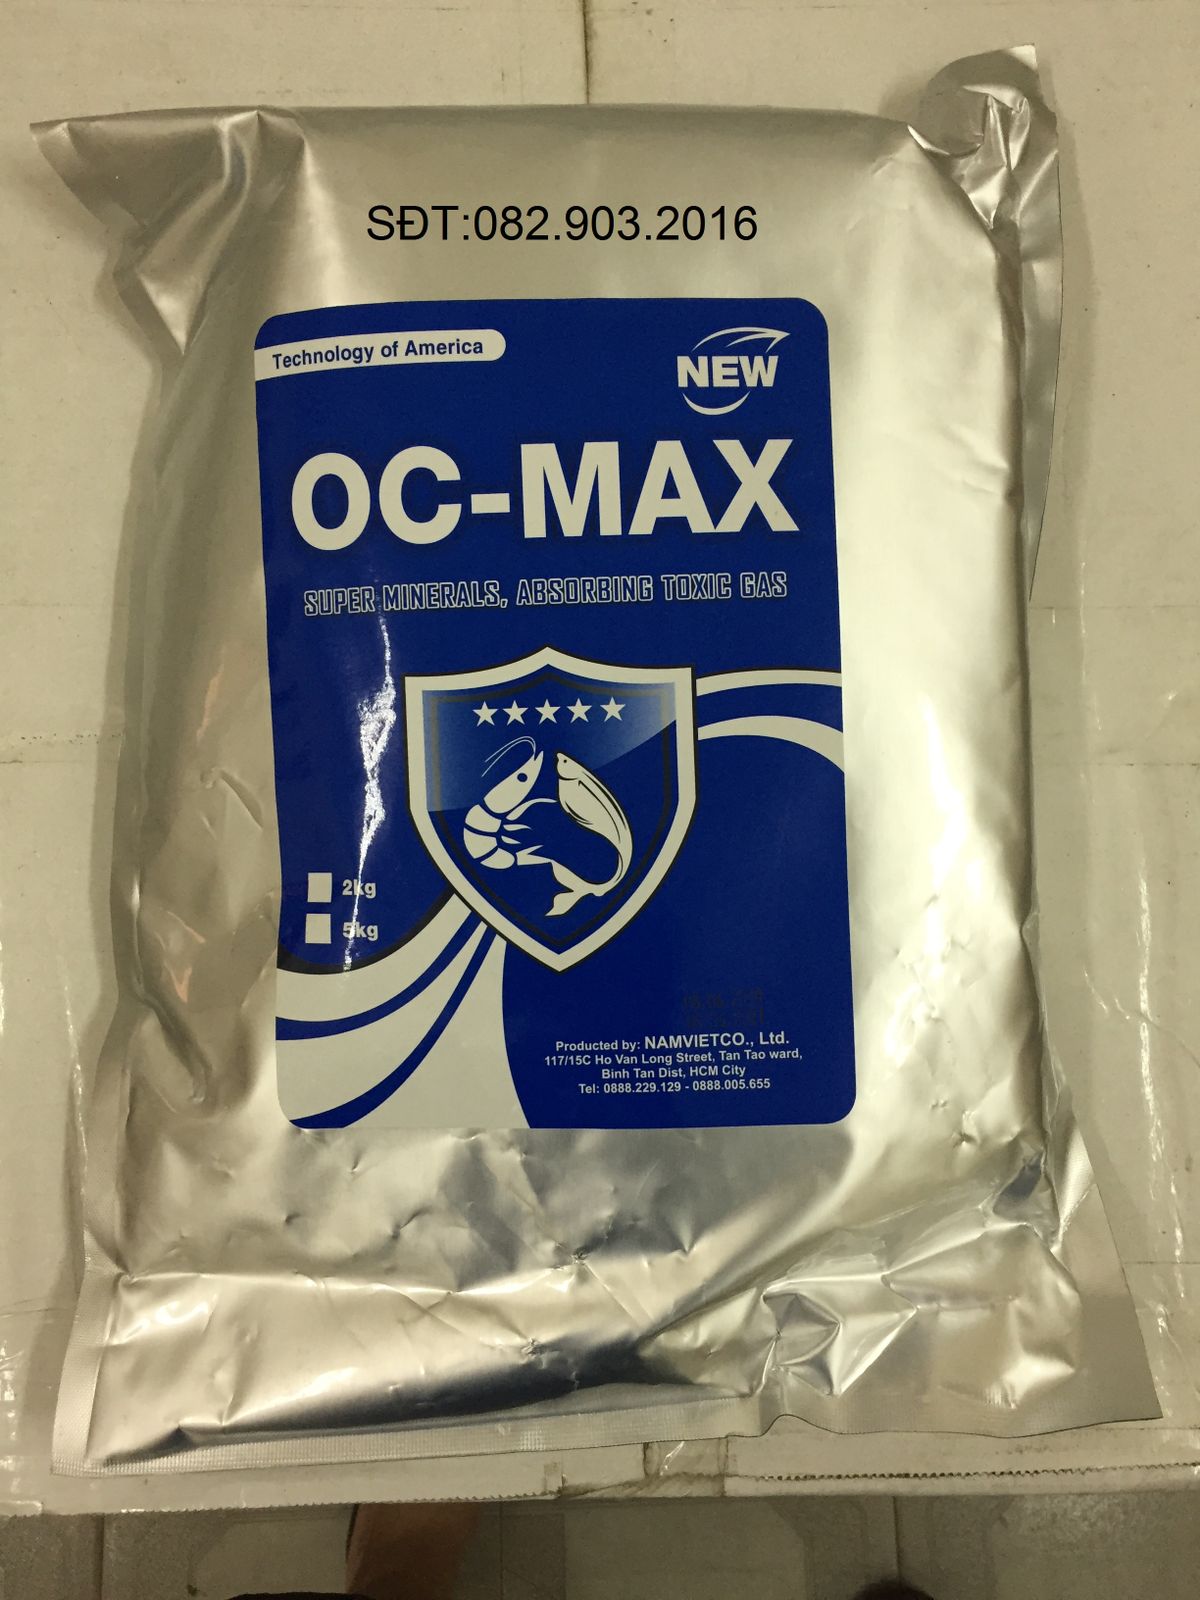 SĐT:082.903.2016
Technology of America
NEW
OC-MAX
SUPER MINERALS, ABSORBING TOXIC GAS
2kg
5kg
Producted by: NAMVIETCO., Ltd.
117/15C Ho Van Long Street, Tan Tao ward,
Binh Tan Dist, HCM City
Tel: 0888.229.129 - 0888.005.655